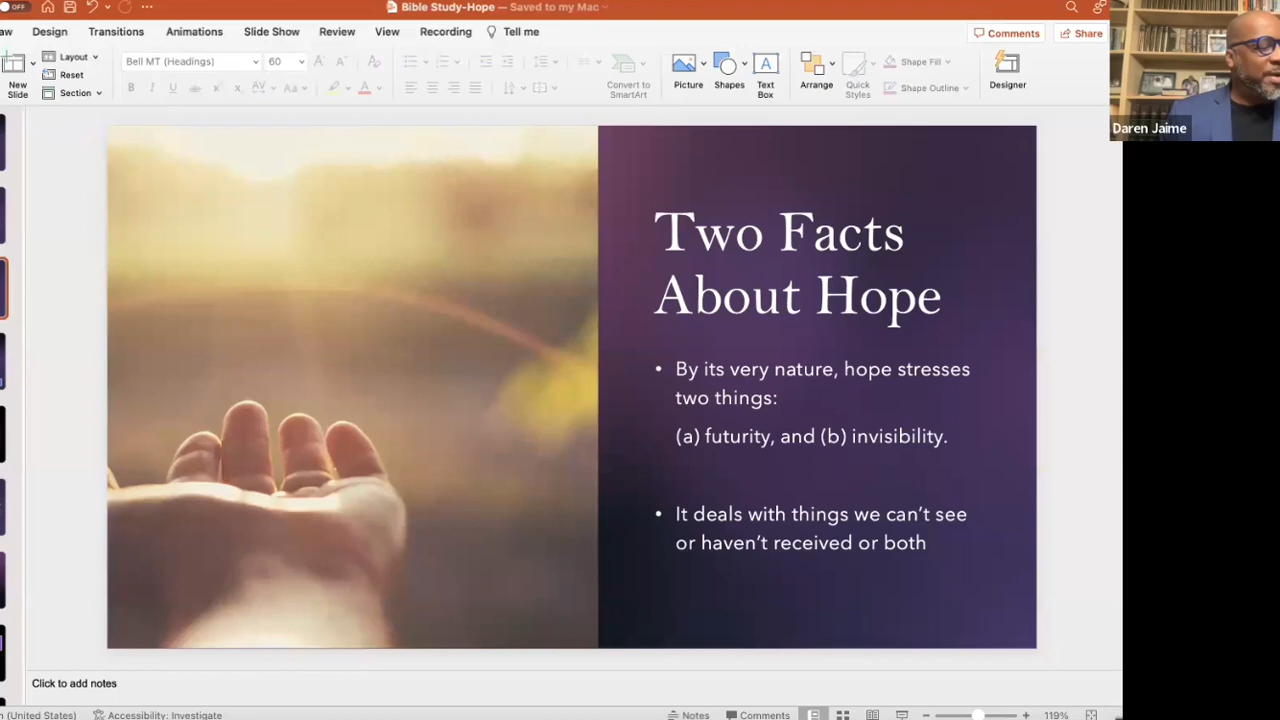 OFF
Bible Study-Hope — Saved to my Mac
Design Transitions Animations Slide Show Review View Recording Tell me
Comments Share
New Slide
Layout
Reset
Section
Bell MT (Headings) 60
Convert to SmartArt
Picture Shapes Text Box Arrange Quick Styles
Shape Fill
Shape Outline
Designer
Daren Jaime
Two Facts
About Hope
• By its very nature, hope stresses
two things:
(a) futurity, and (b) invisibility.
• It deals with things we can't see
or haven't received or both
Click to add notes
(United States) Accessibility: Investigate Notes Comments 119%